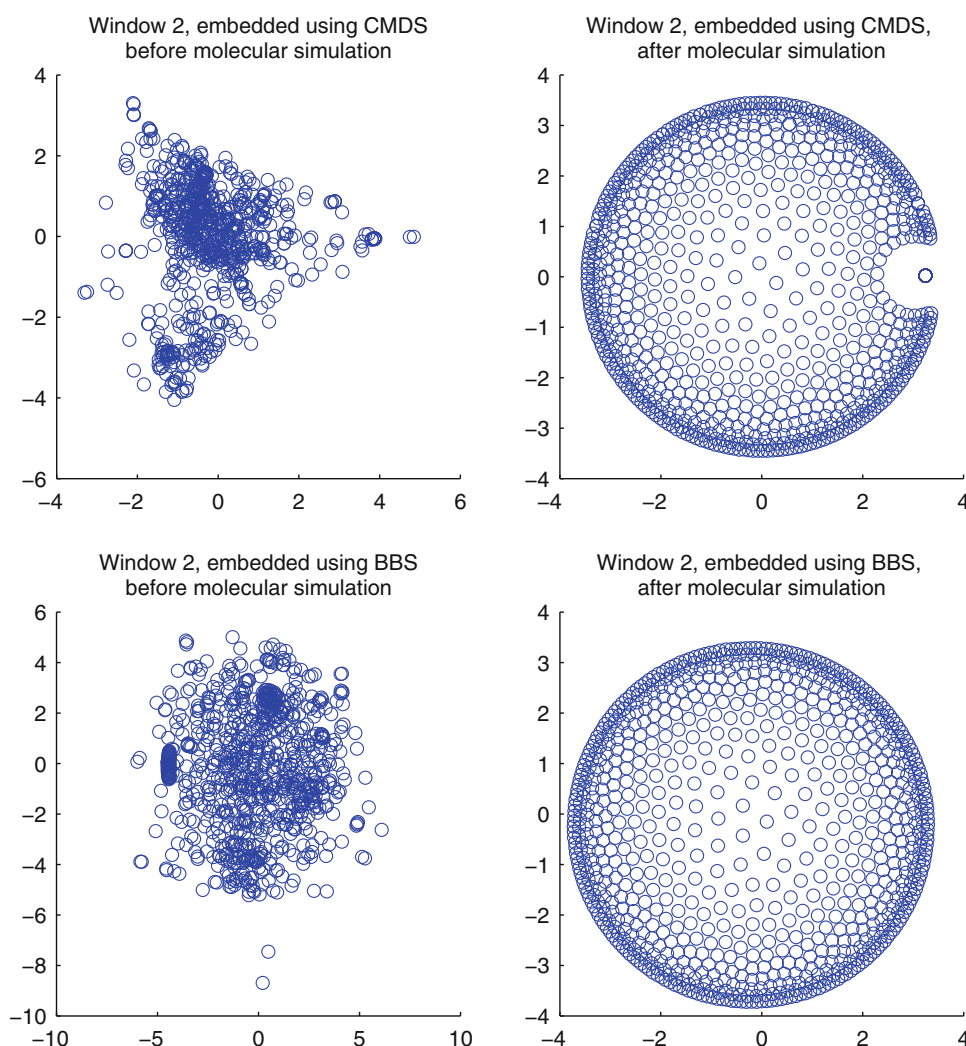 Window 2, embedded using CMDS
before molecular simulation
4
2
0
−2
−4
−6
−4 −2 0 2 4 6
Window 2, embedded using CMDS,
after molecular simulation
4
3
2
1
0
−1
−2
−3
−4
−4 −2 0 2 4
Window 2, embedded using BBS
before molecular simulation
6
4
2
0
−2
−4
−6
−8
−10
−10 −5 0 5 10
Window 2, embedded using BBS,
after molecular simulation
4
3
2
1
0
−1
−2
−3
−4
−4 −2 0 2 4